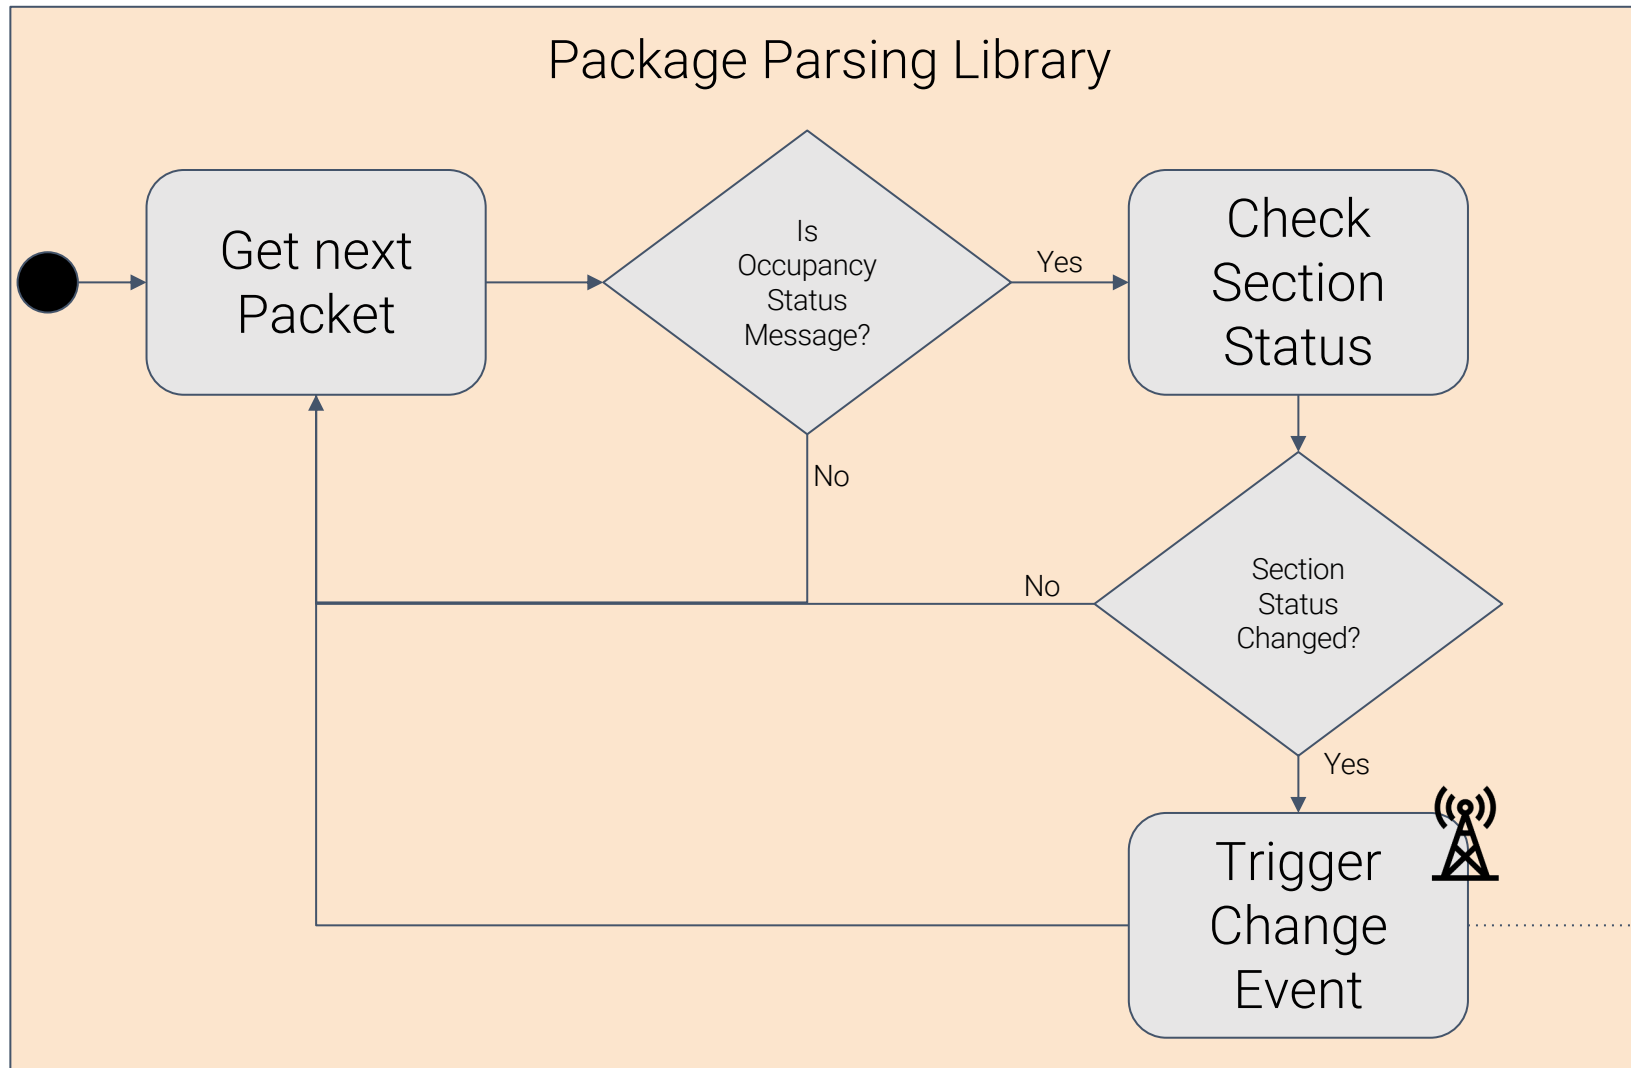 Package Parsing Library
Get next
Packet
Is
Occupancy
Status
Message?
Yes
Check
Section
Status
No
No
Section
Status
Changed?
Yes
Trigger
Change
Event